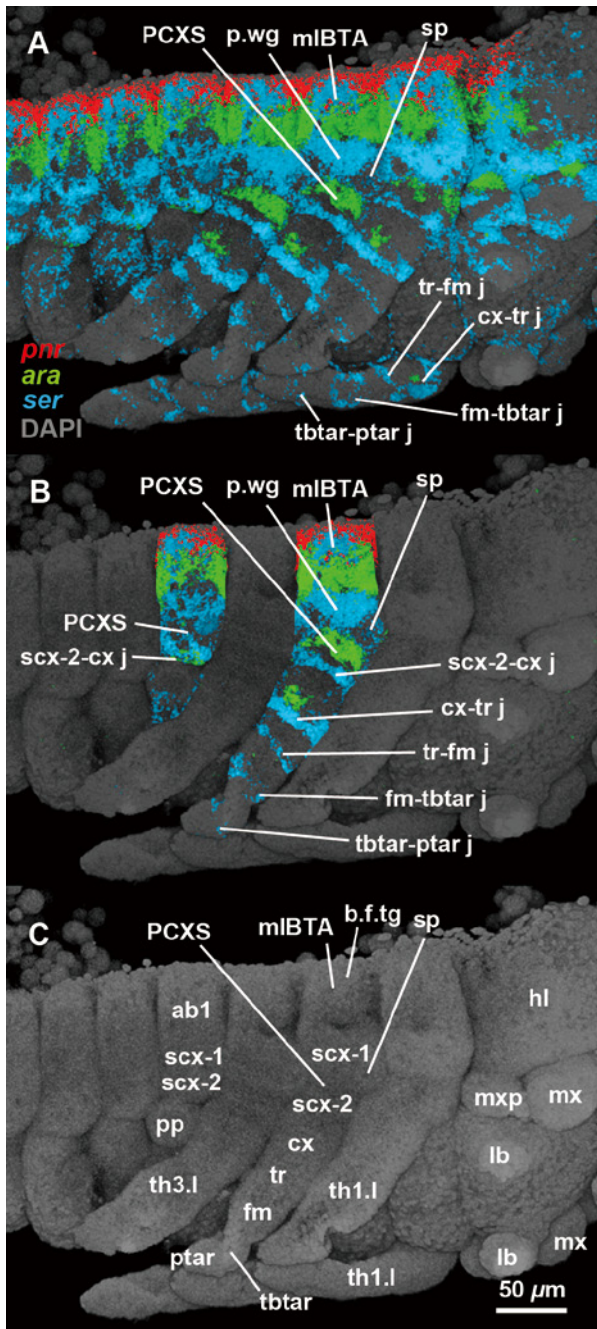 A
PCXS
p.wg
mlBTA
sp
tr-fm j
cx-tr j
pnr
ara
ser
DAPI
fm-tbtar j
tbtar-ptar j
B
PCXS
p.wg
mlBTA
sp
PCXS
scx-2-cx j
scx-2-cx j
cx-tr j
tr-fm j
fm-tbtar j
tbtar-ptar j
C
PCXS
mlBTA
b.f.tg
sp
ab1
hl
scx-1
scx-1
scx-2
scx-2
mxp
mx
pp
cx
lb
tr
th3.l
th1.l
fm
ptar
lb
mx
tbtar
th1.l
50 µm